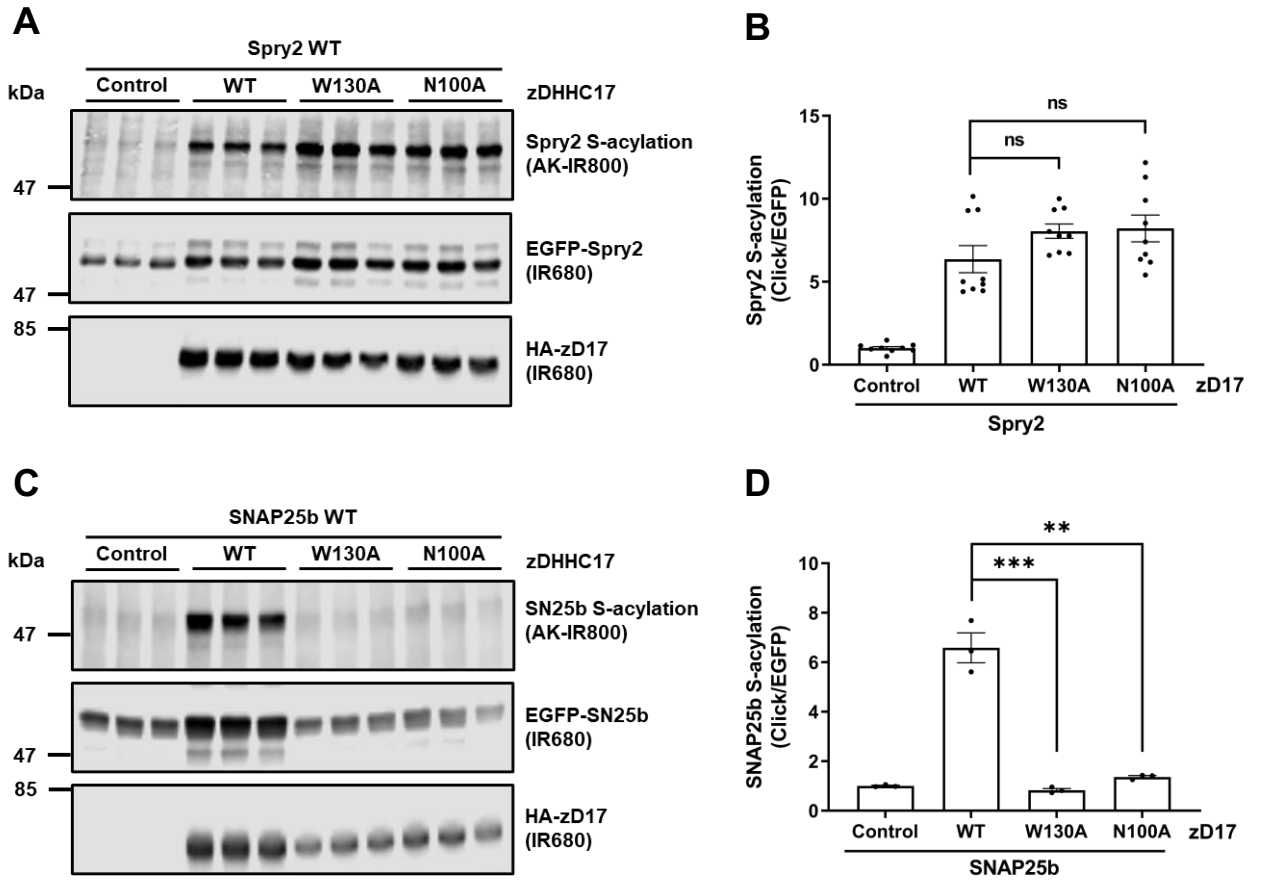 A
Spry2 WT
kDa
Control WT W130A N100A zDHHC17
47
Spry2 S-acylation
(AK-IR800)
47
EGFP-Spry2
(IR680)
85
HA-zD17
(IR680)
B
Spry2 S-acylation
(Click/EGFP)
15
10
5
0
ns
ns
Control WT W130A N100A zD17
Spry2
C
SNAP25b WT
kDa
Control WT W130A N100A zDHHC17
47
SN25b S-acylation
(AK-IR800)
47
EGFP-SN25b
(IR680)
85
HA-zD17
(IR680)
D
SNAP25b S-acylation
(Click/EGFP)
10
8
6
4
2
0
**
***
Control WT W130A N100A zD17
SNAP25b